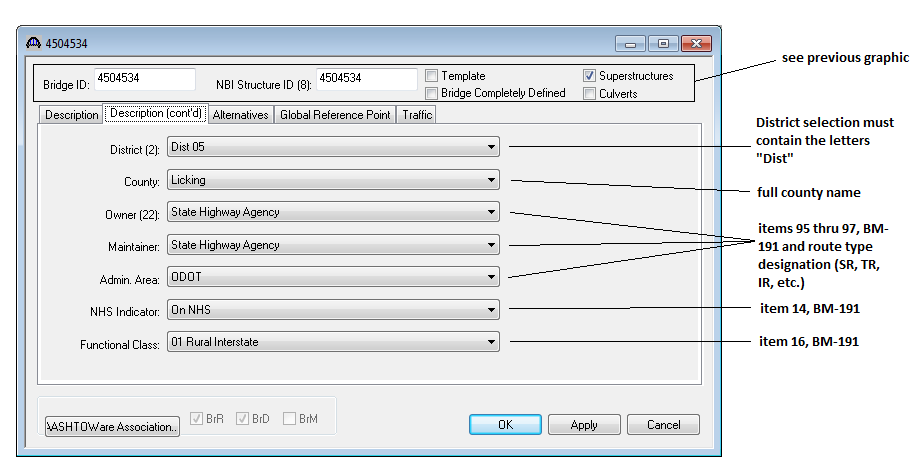 4504534
see previous graphic
Bridge ID: 4504534 NBI Structure ID (8): 4504534 Template Superstructures
Bridge Completely Defined Culverts
Description Description (cont'd) Alternatives Global Reference Point Traffic
District (2): Dist 05
District selection must
contain the letters
"Dist"
County: Licking
full county name
Owner (22): State Highway Agency
Maintainer: State Highway Agency
Admin. Area: ODOT
items 95 thru 97, BM-
191 and route type
designation (SR, TR,
IR, etc.)
NHS Indicator: On NHS
item 14, BM-191
Functional Class: 01 Rural Interstate
item 16, BM-191
\ASHTOWare Association... BrR BrD BrM
OK Apply Cancel